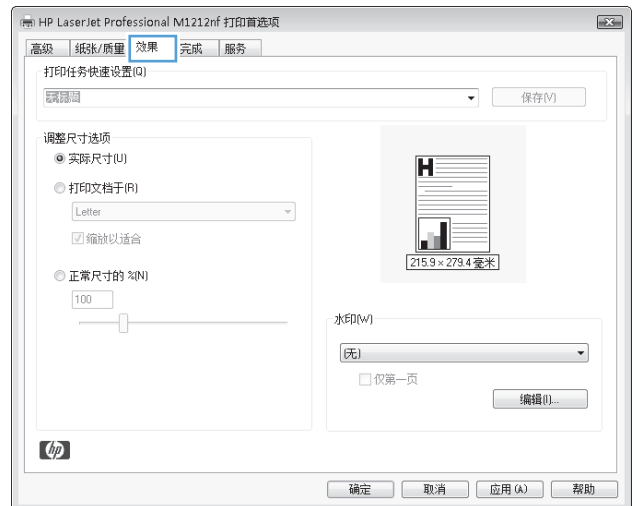 HP LaserJet Professional M1212nf 打印首选项
高级 纸张/质量 效果 完成 服务
打印任务快速设置(Q)
无标题
保存(V)
调整尺寸选项
实际尺寸(U)
打印文档于(R)
Letter
缩放以适合
正常尺寸的 %(N)
100
H
215.9 × 279.4 毫米
水印(W)
(无)
仅第一页
编辑(I)...
hp
确定 取消 应用(A) 帮助